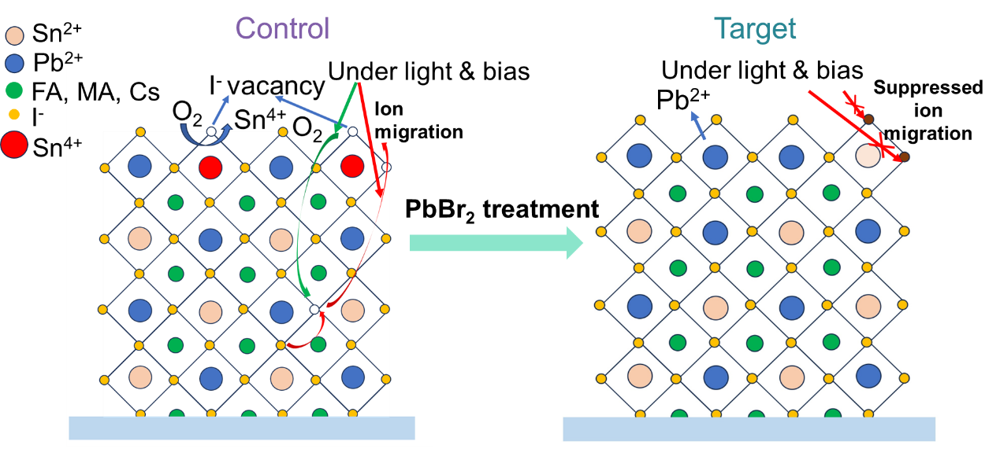 Control
Target
Sn²⁺
Pb²⁺
FA, MA, Cs
I⁻
Sn⁴⁺
I⁻ vacancy
Under light & bias
O₂
Sn⁴⁺
O₂
Ion
migration
PbBr₂ treatment
Under light & bias
Pb²⁺
Suppressed
ion
migration